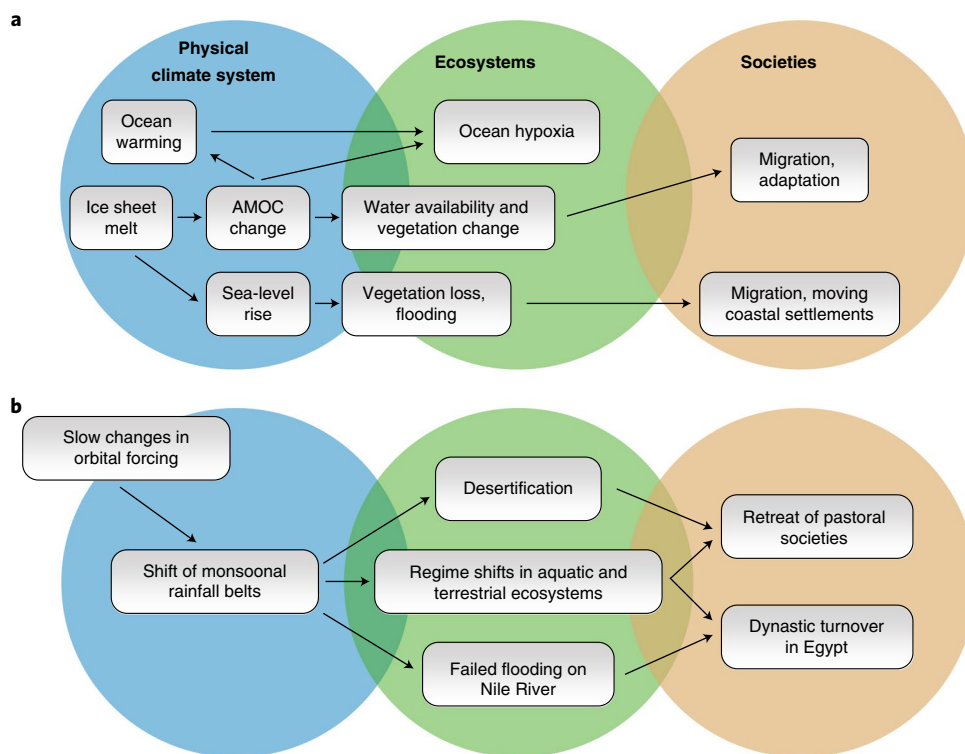 a
Physical
climate system
Ecosystems
Societies
Ocean
warming
Ocean hypoxia
Migration,
adaptation
Ice sheet
melt
AMOC
change
Water availability and
vegetation change
Sea-level
rise
Vegetation loss,
flooding
Migration, moving
coastal settlements
b
Slow changes in
orbital forcing
Desertification
Retreat of pastoral
societies
Shift of monsoonal
rainfall belts
Regime shifts in aquatic and
terrestrial ecosystems
Dynastic turnover
in Egypt
Failed flooding on
Nile River